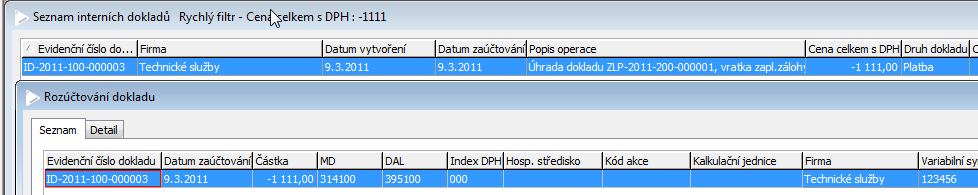 Seznam interních dokladů Rychlý filtr - Cena celkem s DPH : -1111
Evidenční číslo do... Firma Datum vytvoření Datum zaúčtování Popis operace Cena celkem s DPH Druh dokladu
ID-2011-100-000003 Technické služby 9.3.2011 9.3.2011 Úhrada dokladu ZLP-2011-200-000001, vratka zapl.zálohy -1 111,00 Platba
Rozúčtování dokladu
Seznam Detail
Evidenční číslo dokladu Datum zaúčtování Částka MD DAL Index DPH Hosp. středisko Kód akce Kalkulační jednice Firma Variabilní sy
ID-2011-100-000003 9.3.2011 -1 111,00 314100 395100 000 Technické služby 123456